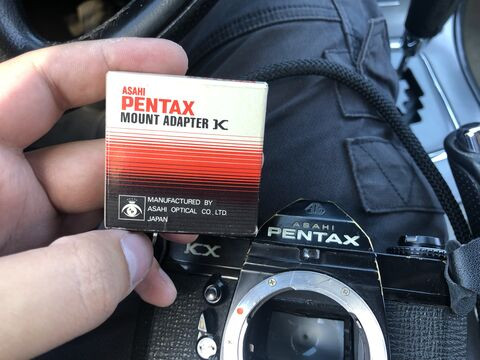 ASAHI
PENTAX
MOUNT ADAPTER K
MANUFACTURED BY
ASAHI OPTICAL CO., LTD.
JAPAN
ASAHI
PENTAX
KX